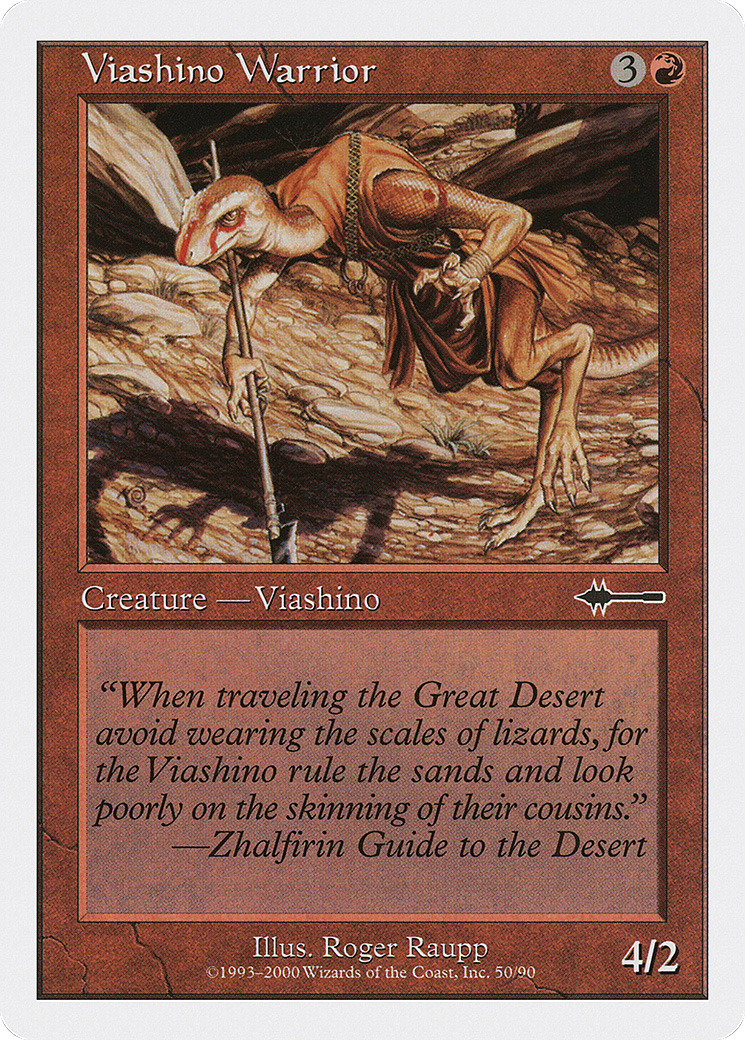 Viashino Warrior
3
Creature — Viashino
“When traveling the Great Desert
avoid wearing the scales of lizards, for
the Viashino rule the sands and look
poorly on the skinning of their cousins.”
—Zhalfirin Guide to the Desert
Illus. Roger Raupp
4/2
©1993–2000 Wizards of the Coast, Inc. 50/90